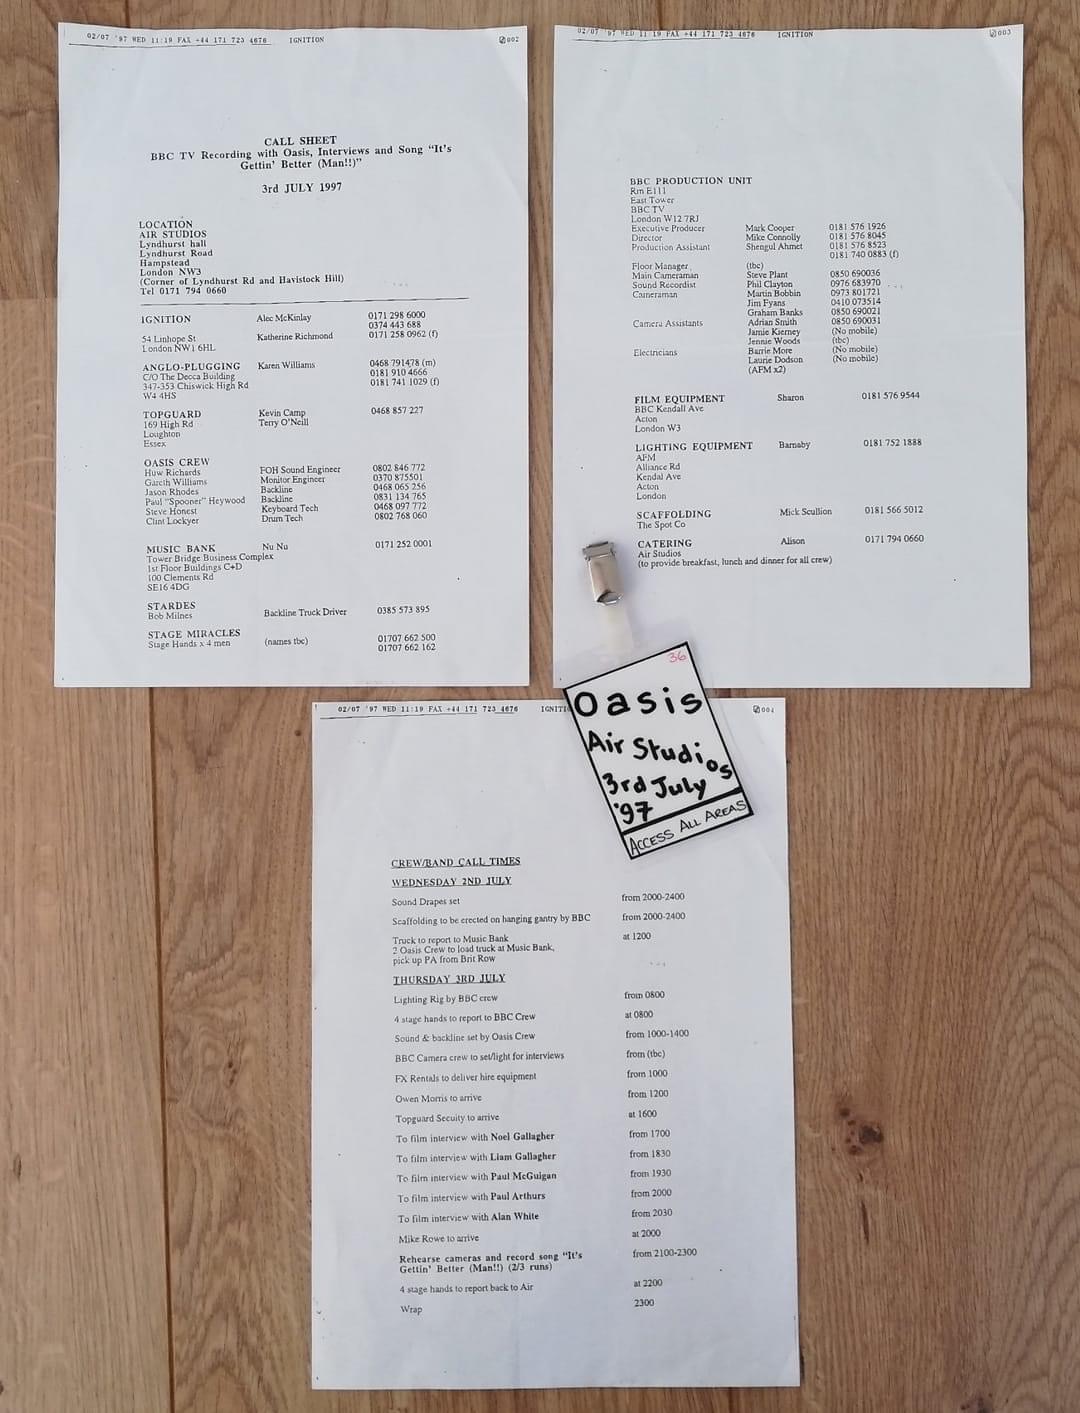 02/07 '97 WED 11:19 FAX +44 171 723 4676 IGNITION 002
CALL SHEET
BBC TV Recording with Oasis, Interviews and Song "It's
Gettin' Better (Man!!)"
3rd JULY 1997
LOCATION
AIR STUDIOS
Lyndhurst hall
Lyndhurst Road
Hampstead
London NW3
(Corner of Lyndhurst Rd and Havistock Hill)
Tel 0171 794 0660
IGNITION Alec McKinlay 0171 298 6000
0374 443 688
54 Linhope St Katherine Richmond 0171 258 0962 (f)
London NW1 6HL
ANGLO-PLUGGING Karen Williams 0468 791478 (m)
C/O The Decca Building 0181 910 4666
347-353 Chiswick High Rd 0181 741 1029 (f)
W4 4HS
TOPGUARD Kevin Camp 0468 857 227
169 High Rd Terry O'Neill
Loughton
Essex
OASIS CREW
Huw Richards FOH Sound Engineer 0802 846 772
Gareth Williams Monitor Engineer 0370 875501
Jason Rhodes Backline 0468 065 256
Paul "Spooner" Heywood Backline 0831 134 765
Steve Honest Keyboard Tech 0468 097 772
Clint Lockyer Drum Tech 0802 768 060
MUSIC BANK Nu Nu 0171 252 0001
Tower Bridge Business Complex
1st Floor Buildings C+D
100 Clements Rd
SE16 4DG
STARDES
Bob Milnes Backline Truck Driver 0385 573 895
STAGE MIRACLES
Stage Hands x 4 men (names tbc) 01707 662 500
01707 662 162
02/07 '97 WED 11:19 FAX +44 171 723 4676 IGNITION 003
BBC PRODUCTION UNIT
Rm E111
East Tower
BBC TV
London W12 7RJ
Executive Producer Mark Cooper 0181 576 1926
Director Mike Connolly 0181 576 8045
Production Assistant Shengul Ahmet 0181 576 8523
0181 740 0883 (f)
Floor Manager (tbc)
Main Cameraman Steve Plant 0850 690036
Sound Recordist Phil Clayton 0976 683970
Cameraman Martin Bobbin 0973 801721
Jim Fyans 0410 073514
Graham Banks 0850 690021
Camera Assistants Adrian Smith 0850 690031
Jamie Kierney (No mobile)
Jennie Woods (tbc)
Electricians Barrie More (No mobile)
Laurie Dodson (No mobile)
(AFM x2)
FILM EQUIPMENT Sharon 0181 576 9544
BBC Kendall Ave
Acton
London W3
LIGHTING EQUIPMENT Barnaby 0181 752 1888
AFM
Alliance Rd
Kendal Ave
Acton
London
SCAFFOLDING Mick Scullion 0181 566 5012
The Spot Co
CATERING Alison 0171 794 0660
Air Studios
(to provide breakfast, lunch and dinner for all crew)
36
Oasis
Air Studios
3rd July
'97
ACCESS ALL AREAS
02/07 '97 WED 11:19 FAX +44 171 723 4676 IGNITI 004
CREW/BAND CALL TIMES
WEDNESDAY 2ND JULY
Sound Drapes set from 2000-2400
Scaffolding to be erected on hanging gantry by BBC from 2000-2400
Truck to report to Music Bank at 1200
2 Oasis Crew to load truck at Music Bank,
pick up PA from Brit Row
THURSDAY 3RD JULY
Lighting Rig by BBC crew from 0800
4 stage hands to report to BBC Crew at 0800
Sound & backline set by Oasis Crew from 1000-1400
BBC Camera crew to set/light for interviews from (tbc)
FX Rentals to deliver hire equipment from 1000
Owen Morris to arrive from 1200
Topguard Secuity to arrive at 1600
To film interview with Noel Gallagher from 1700
To film interview with Liam Gallagher from 1830
To film interview with Paul McGuigan from 1930
To film interview with Paul Arthurs from 2000
To film interview with Alan White from 2030
Mike Rowe to arrive at 2000
Rehearse cameras and record song "It's from 2100-2300
Gettin' Better (Man!!) (2/3 runs)
4 stage hands to report back to Air at 2200
Wrap 2300